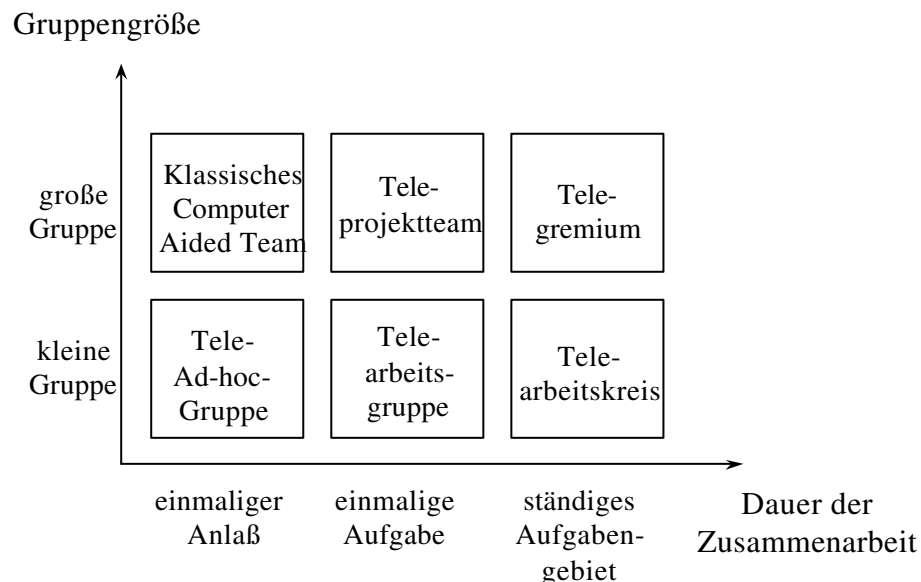 Gruppengröße
große
Gruppe
Klassisches
Computer
Aided Team
Tele-
projektteam
Tele-
gremium
kleine
Gruppe
Tele-
Ad-hoc-
Gruppe
Tele-
arbeits-
gruppe
Tele-
arbeitskreis
einmaliger
Anlaß
einmalige
Aufgabe
ständiges
Aufgaben-
gebiet
Dauer der
Zusammenarbeit